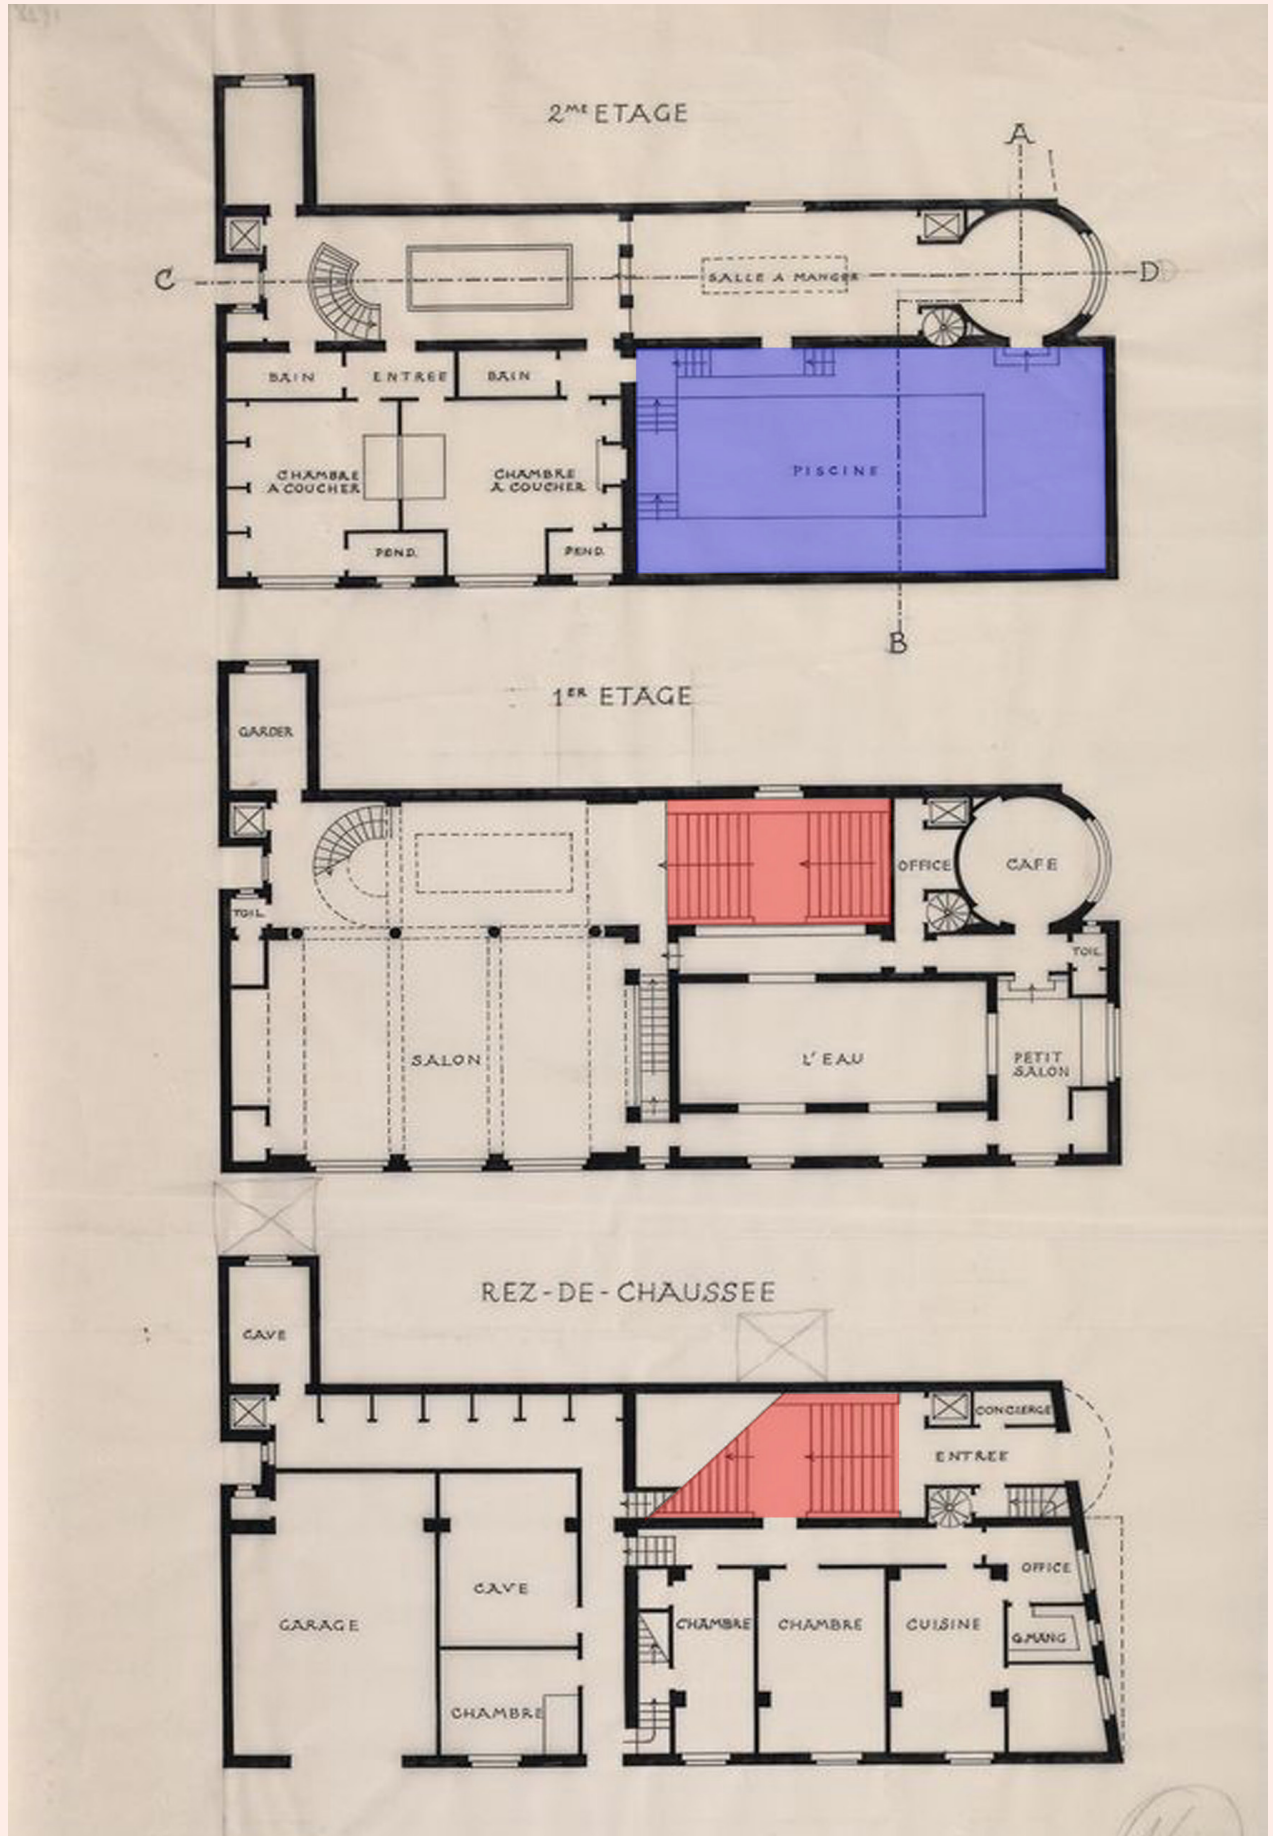 2ME ETAGE
A
C
SALLE A MANGER
D
BAIN
ENTREE
BAIN
CHAMBRE
A COUCHER
CHAMBRE
A COUCHER
PISCINE
PEND.
PEND.
B
1ER ETAGE
GARDER
OFFICE
CAFE
TOIL.
TOIL.
SALON
L'EAU
PETIT
SALON
REZ-DE-CHAUSSEE
CAVE
CONCIERGE
ENTREE
OFFICE
CAVE
GARAGE
CHAMBRE
CHAMBRE
CUISINE
G.MANG
CHAMBRE